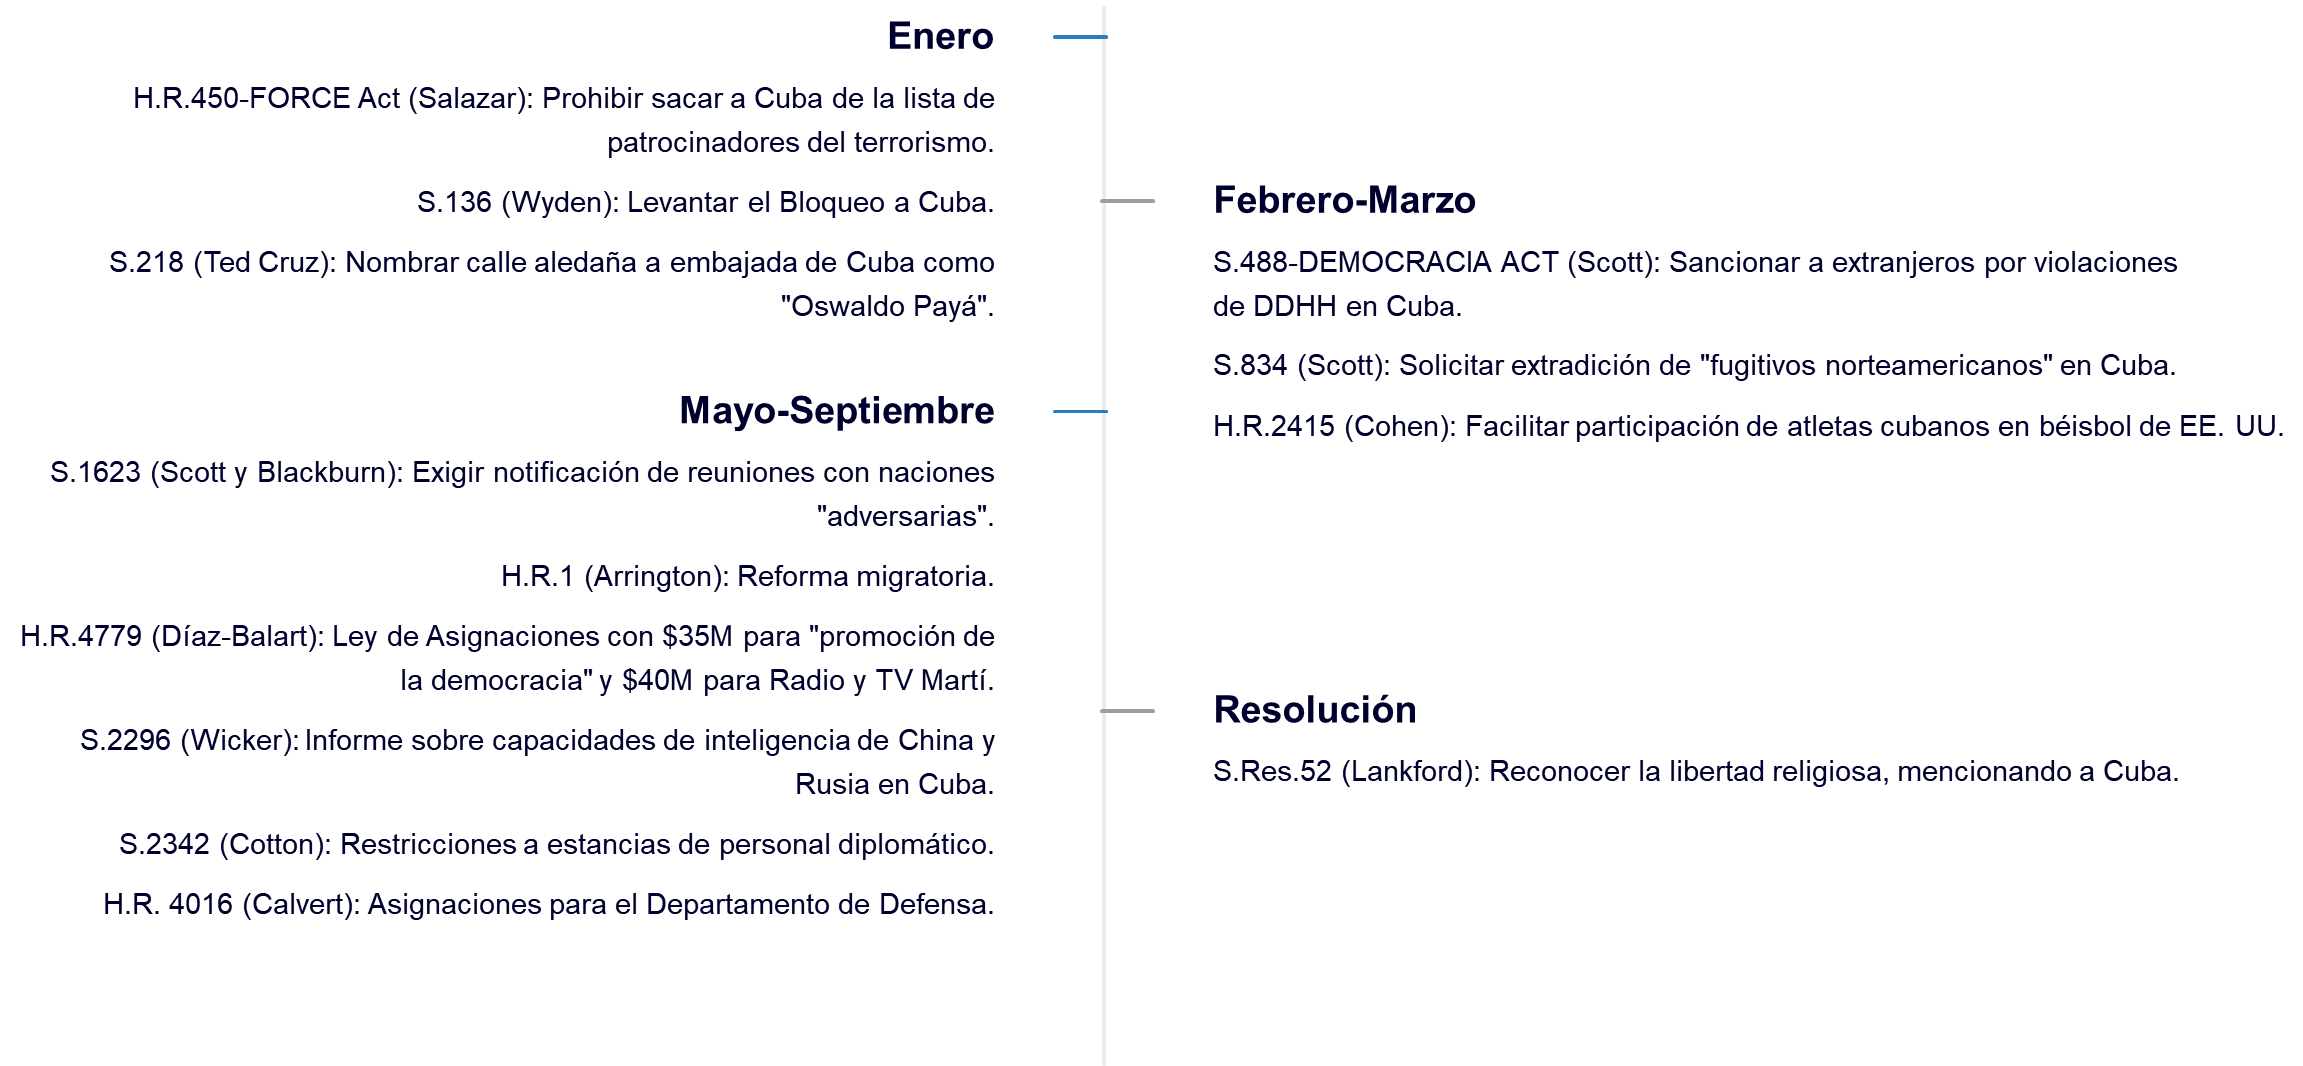 Enero
H.R.450-FORCE Act (Salazar): Prohibir sacar a Cuba de la lista de
patrocinadores del terrorismo.
S.136 (Wyden): Levantar el Bloqueo a Cuba.
S.218 (Ted Cruz): Nombrar calle aledaña a embajada de Cuba como
"Oswaldo Payá".
Febrero-Marzo
S.488-DEMOCRACIA ACT (Scott): Sancionar a extranjeros por violaciones
de DDHH en Cuba.
S.834 (Scott): Solicitar extradición de "fugitivos norteamericanos" en Cuba.
H.R.2415 (Cohen): Facilitar participación de atletas cubanos en béisbol de EE. UU.
Mayo-Septiembre
S.1623 (Scott y Blackburn): Exigir notificación de reuniones con naciones
"adversarias".
H.R.1 (Arrington): Reforma migratoria.
H.R.4779 (Díaz-Balart): Ley de Asignaciones con $35M para "promoción de
la democracia" y $40M para Radio y TV Martí.
S.2296 (Wicker): Informe sobre capacidades de inteligencia de China y
Rusia en Cuba.
S.2342 (Cotton): Restricciones a estancias de personal diplomático.
H.R. 4016 (Calvert): Asignaciones para el Departamento de Defensa.
Resolución
S.Res.52 (Lankford): Reconocer la libertad religiosa, mencionando a Cuba.